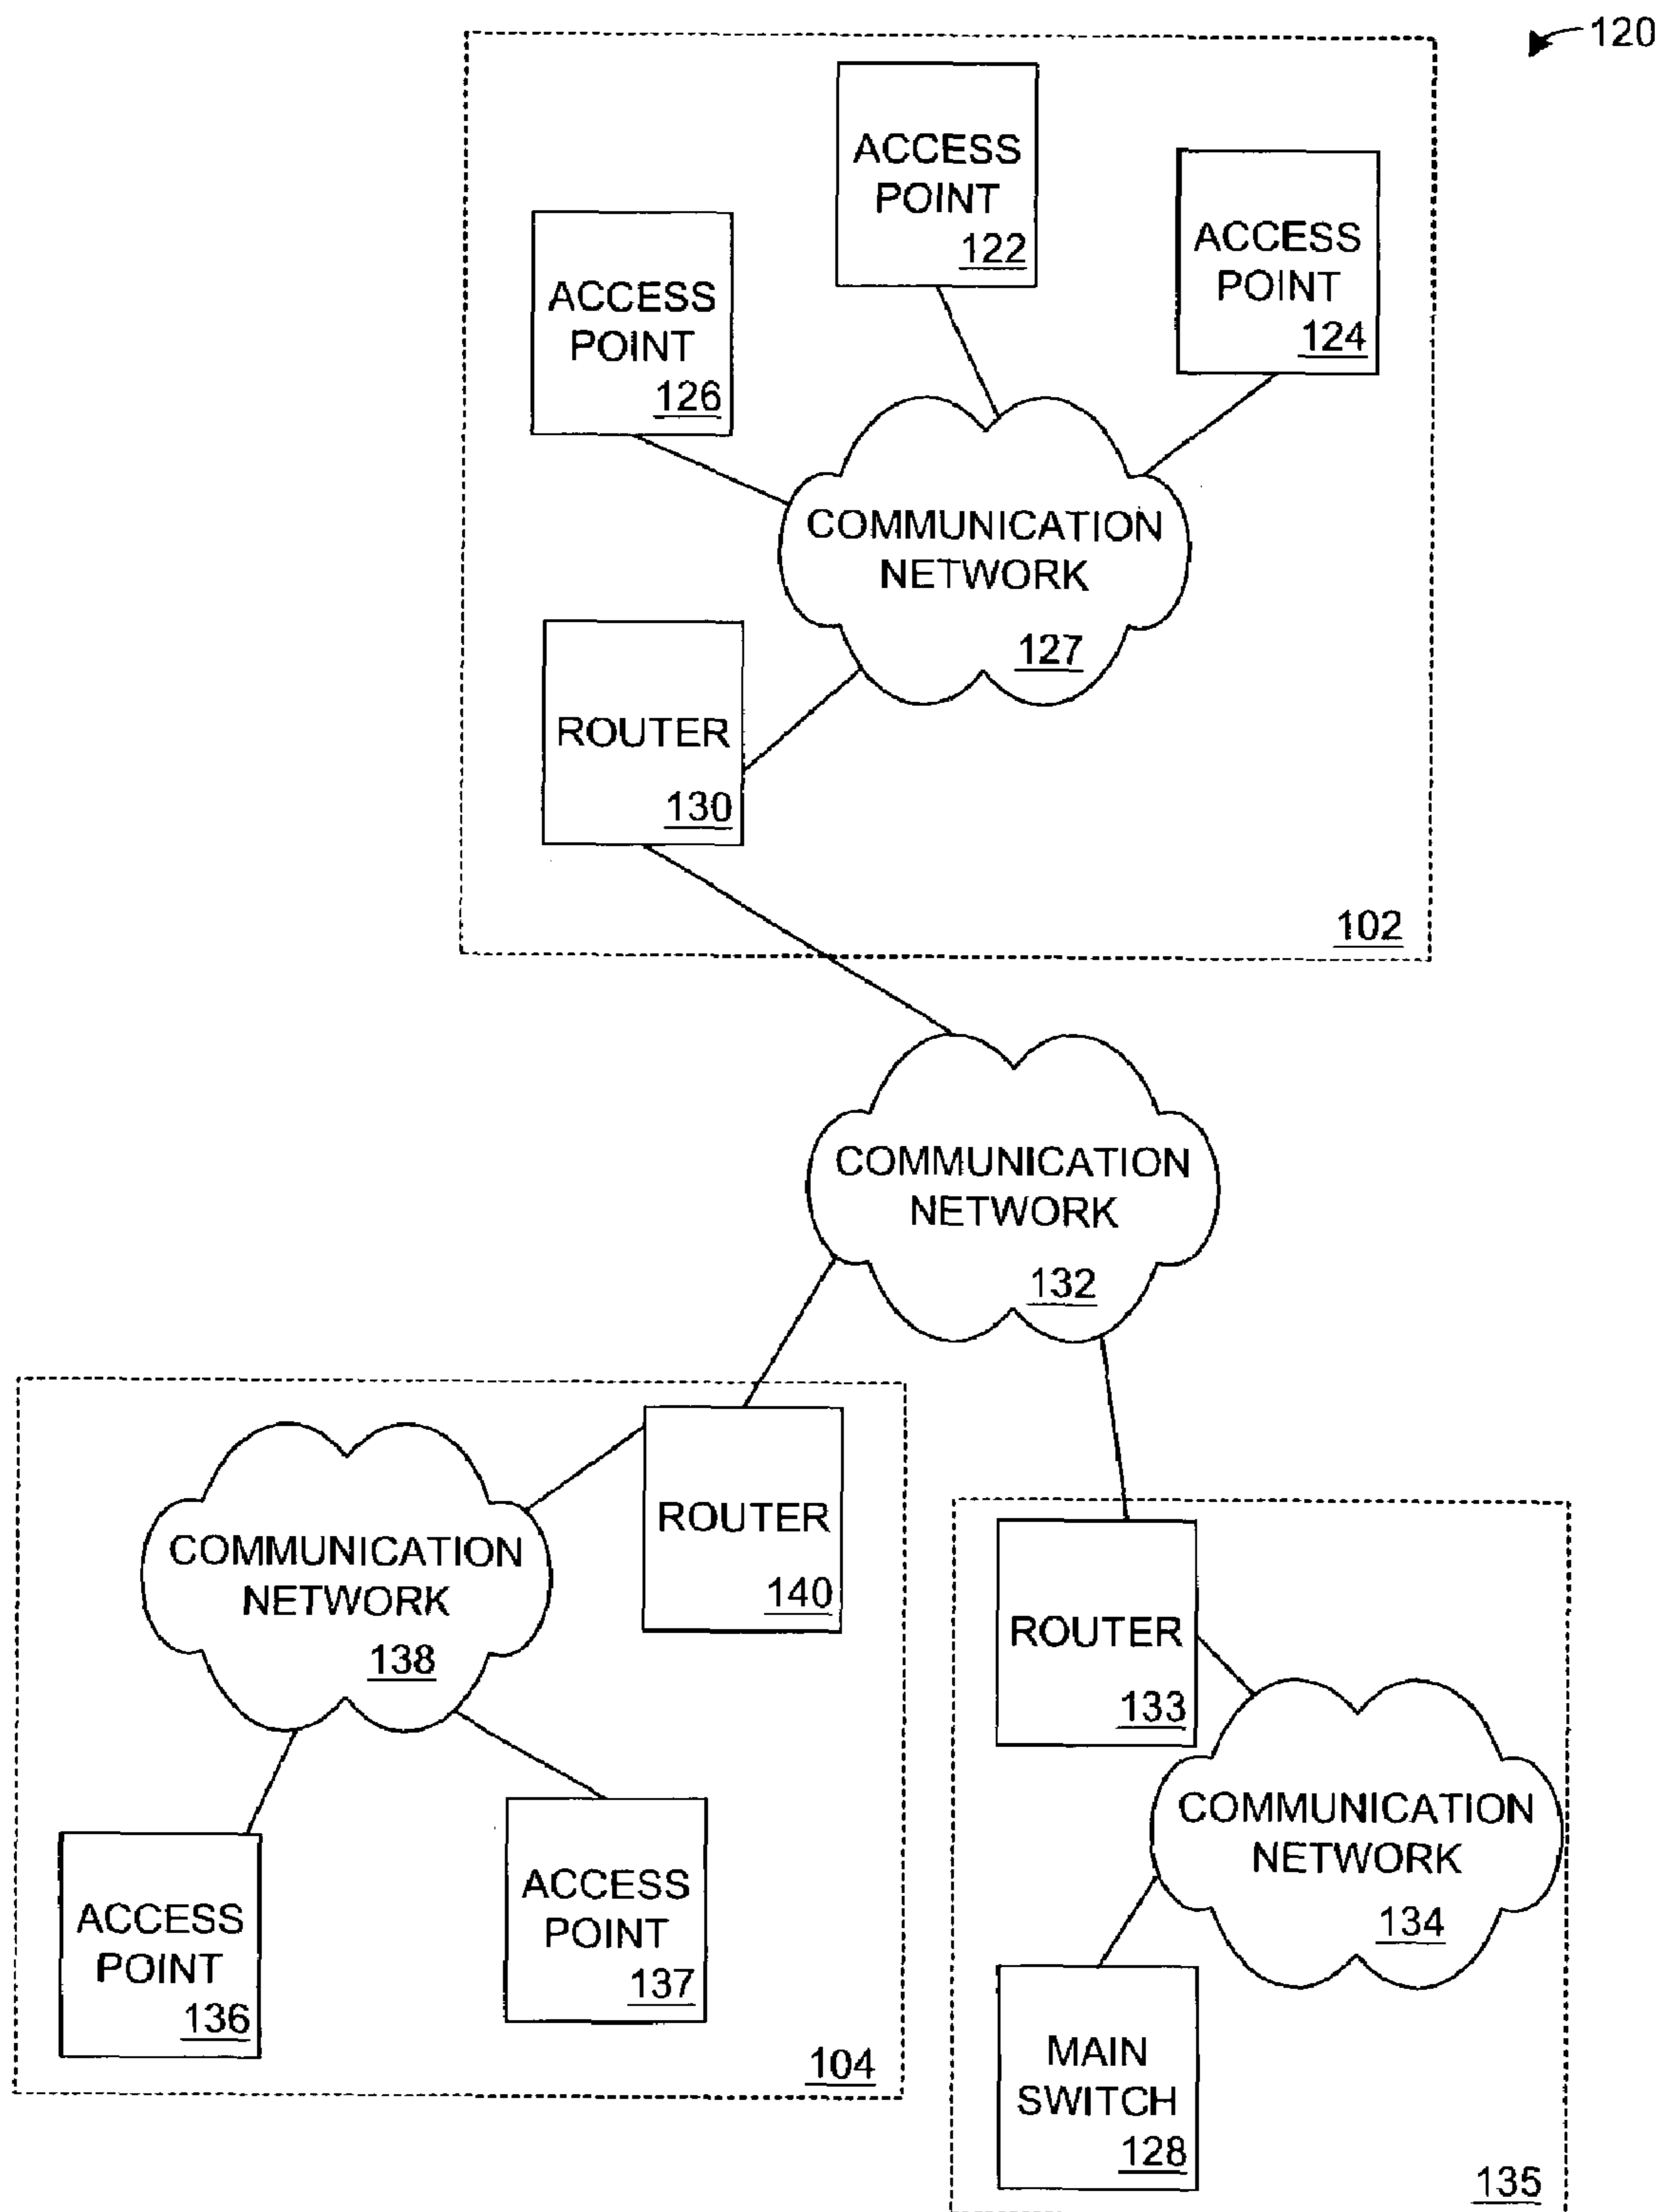 120
ACCESS
POINT
122
ACCESS
POINT
124
ACCESS
POINT
126
COMMUNICATION
NETWORK
127
ROUTER
130
102
COMMUNICATION
NETWORK
132
ROUTER
140
COMMUNICATION
NETWORK
138
ACCESS
POINT
136
ACCESS
POINT
137
104
ROUTER
133
COMMUNICATION
NETWORK
134
MAIN
SWITCH
128
135